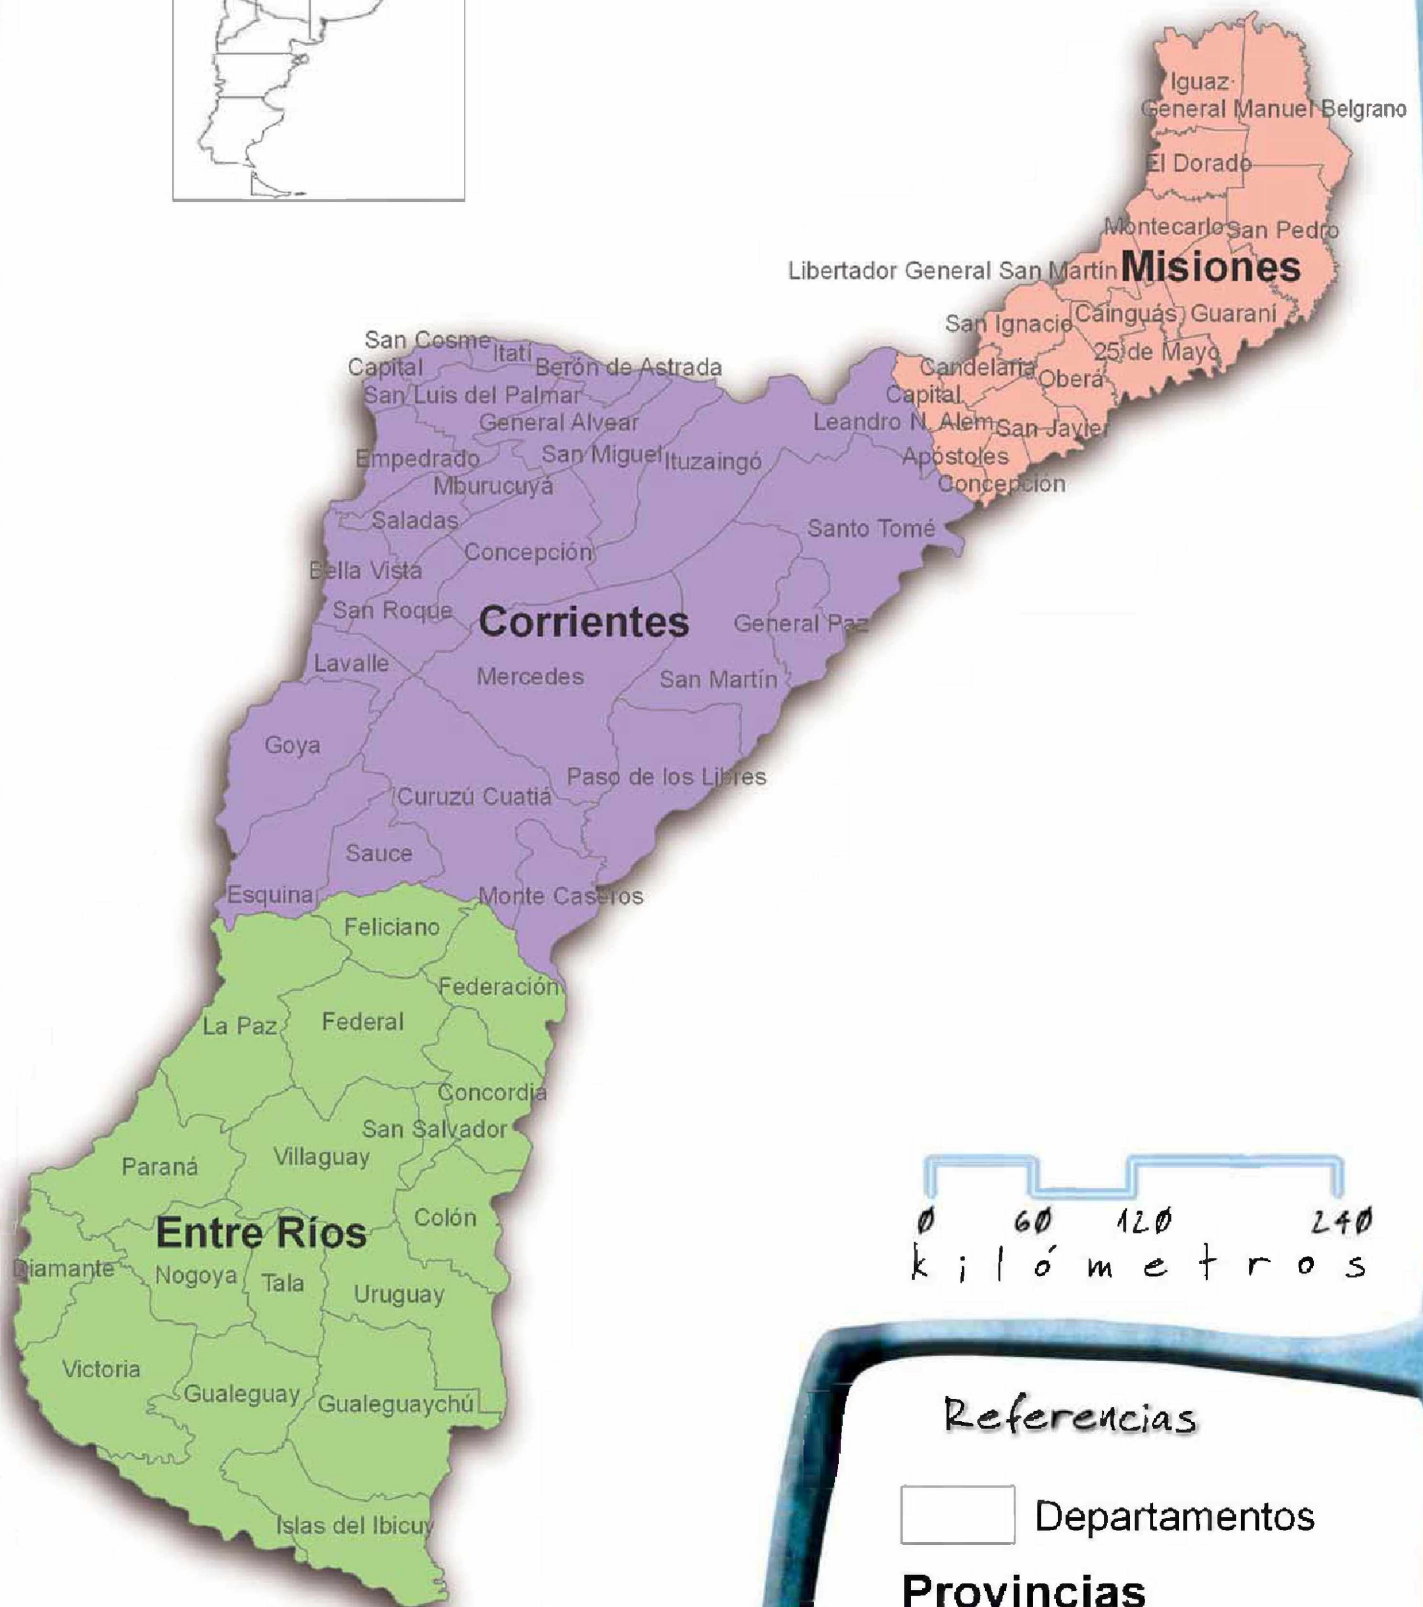 Iguaz·
General Manuel Belgrano
El Dorado
Montecarlo San Pedro
Libertador General San Martín Misiones
San Ignacio Cainguás Guaraní
25 de Mayo
Candelaria Oberá
Capital
Leandro N. Alem San Javier
Apóstoles
Concepción
San Cosme Itatí
Capital Berón de Astrada
San Luis del Palmar
General Alvear
Empedrado San Miguel Ituzaingó
Mburucuyá
Saladas Santo Tomé
Concepción
Bella Vista
San Roque Corrientes General Paz
Lavalle Mercedes San Martín
Goya
Paso de los Libres
Curuzú Cuatiá
Sauce
Esquina Monte Caseros
Feliciano
Federación
La Paz Federal
Concordia
San Salvador
Paraná Villaguay
Entre Ríos Colón
Diamante Nogoya Tala Uruguay
Victoria
Gualeguay Gualeguaychú
Islas del Ibicuy
0 60 120 240
kilómetros
Referencias
Departamentos
Provincias